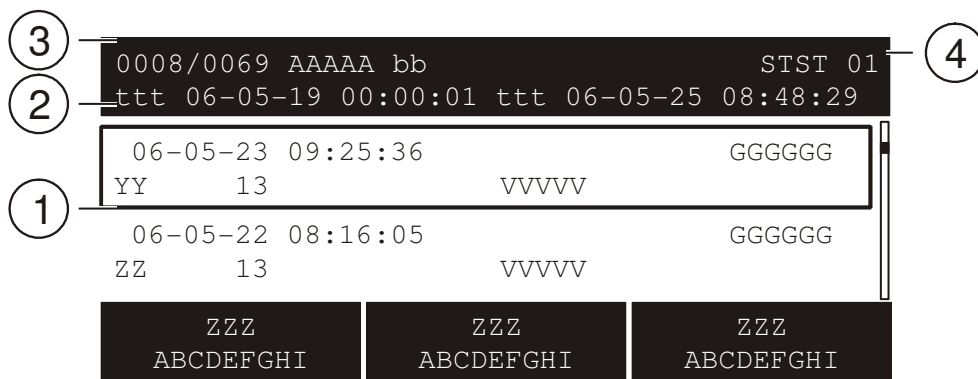 3
0008/0069 AAAAA bb STST 01
4
2
ttt 06-05-19 00:00:01 ttt 06-05-25 08:48:29
06-05-23 09:25:36 GGGGGG
YY 13 VVVVV
1
06-05-22 08:16:05 GGGGGG
ZZ 13 VVVVV
ZZZ ZZZ ZZZ
ABCDEFGHI ABCDEFGHI ABCDEFGHI